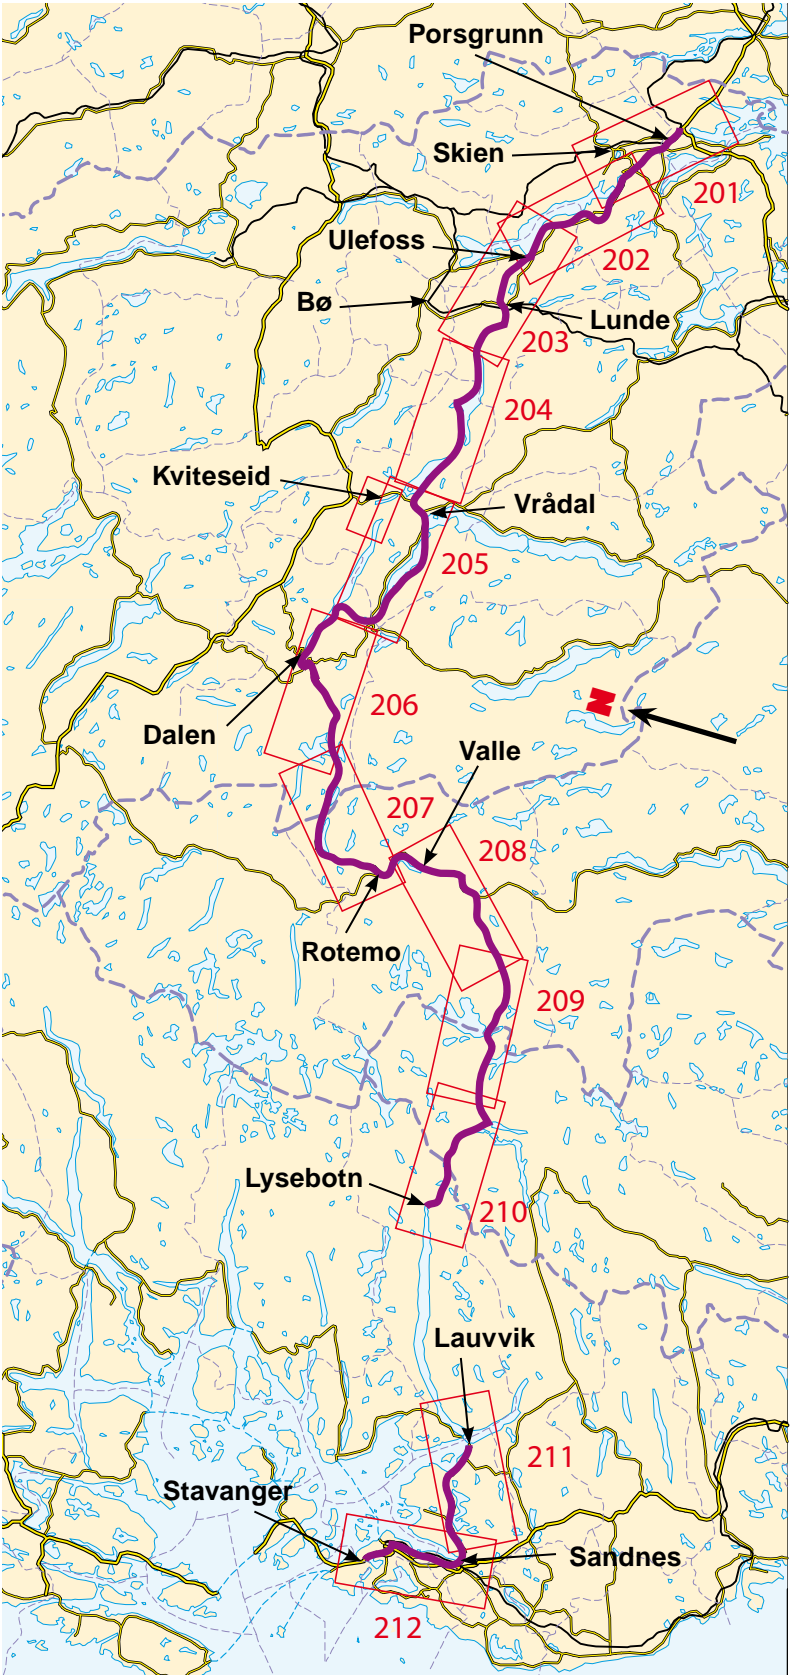 Porsgrunn
Skien
201
Ulefoss
202
Bø
Lunde
203
204
Kviteseid
Vrådal
205
N
206
Dalen
Valle
207
208
Rotemo
209
Lysebotn
210
Lauvvik
211
Stavanger
Sandnes
212